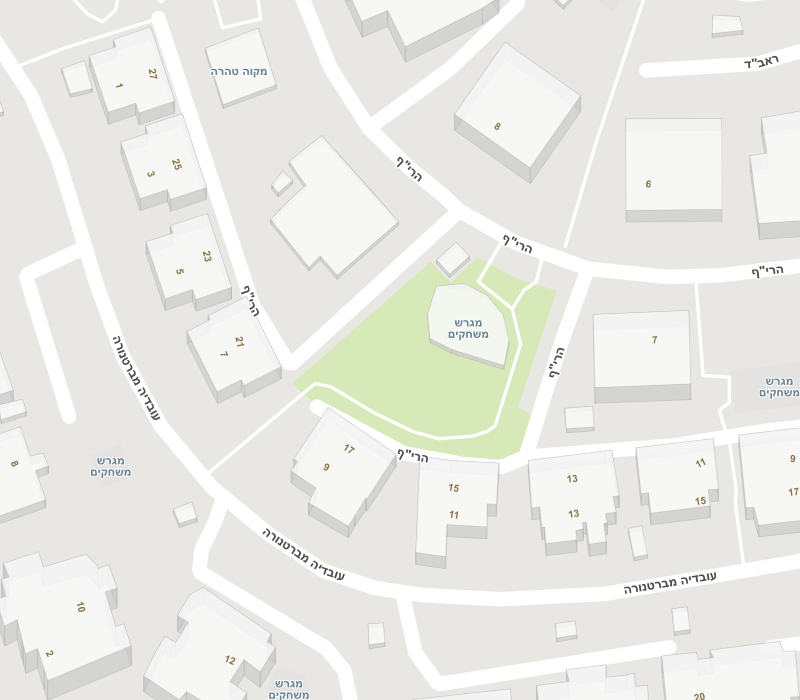 ראב"ד
27
1
מקוה טהרה
25
3
8
הרי"ף
6
הרי"ף
הרי"ף
23
5
הרי"ף
מגרש
משחקים
7
21
7
הרי"ף
עובדיה מברטנורה
מגרש
משחקים
הרי"ף
17
9
15
11
13
13
11
15
9
17
8
מגרש
משחקים
עובדיה מברטנורה
עובדיה מברטנורה
10
2
12
מגרש
משחקים
20